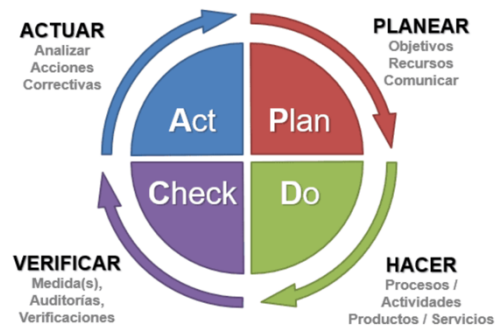 ACTUAR
Analizar
Acciones
Correctivas
PLANEAR
Objetivos
Recursos
Comunicar
Act
Plan
Check
Do
VERIFICAR
Medida(s),
Auditorías,
Verificaciones
HACER
Procesos /
Actividades
Productos / Servicios